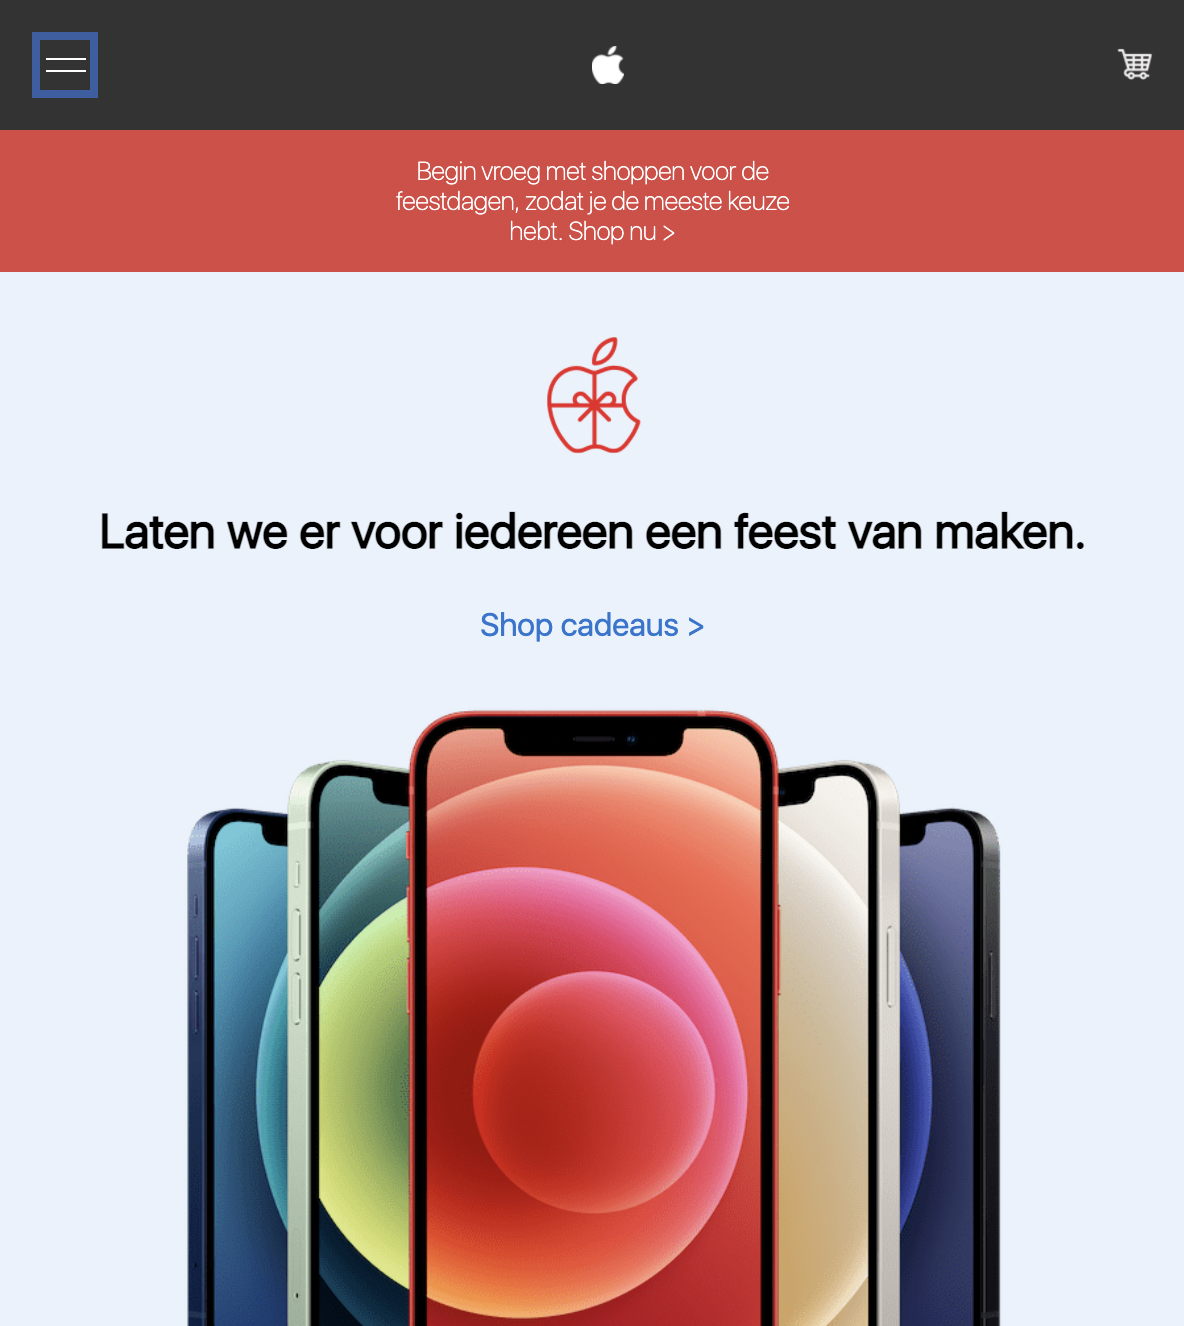 Begin vroeg met shoppen voor de
feestdagen, zodat je de meeste keuze
hebt. Shop nu >
Laten we er voor iedereen een feest van maken.
Shop cadeaus >